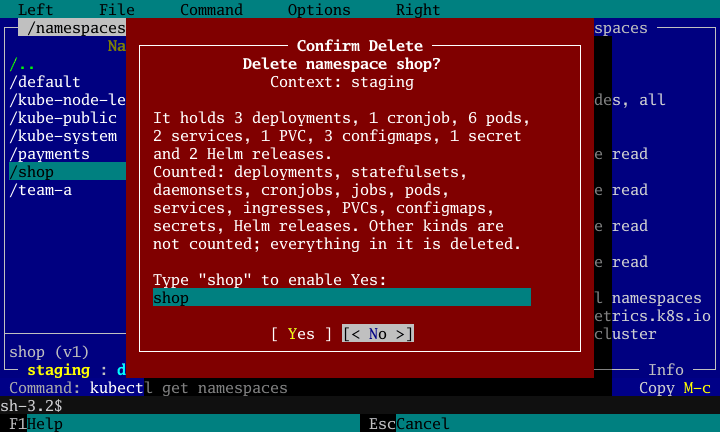 Left File Command Options Right
/namespaces spaces
Na
/..
/default
/kube-node-le des, all
/kube-public
/kube-system
/payments e read
/shop
/team-a e read
e read
e read
l namespaces
etrics.k8s.io
cluster
Confirm Delete
Delete namespace shop?
Context: staging
It holds 3 deployments, 1 cronjob, 6 pods,
2 services, 1 PVC, 3 configmaps, 1 secret
and 2 Helm releases.
Counted: deployments, statefulsets,
daemonsets, cronjobs, jobs, pods,
services, ingresses, PVCs, configmaps,
secrets, Helm releases. Other kinds are
not counted; everything in it is deleted.
Type "shop" to enable Yes:
shop
[ Yes ] [< No >]
shop (v1)
staging : d Info
Command: kubectl get namespaces Copy M-c
sh-3.2$
F1Help EscCancel